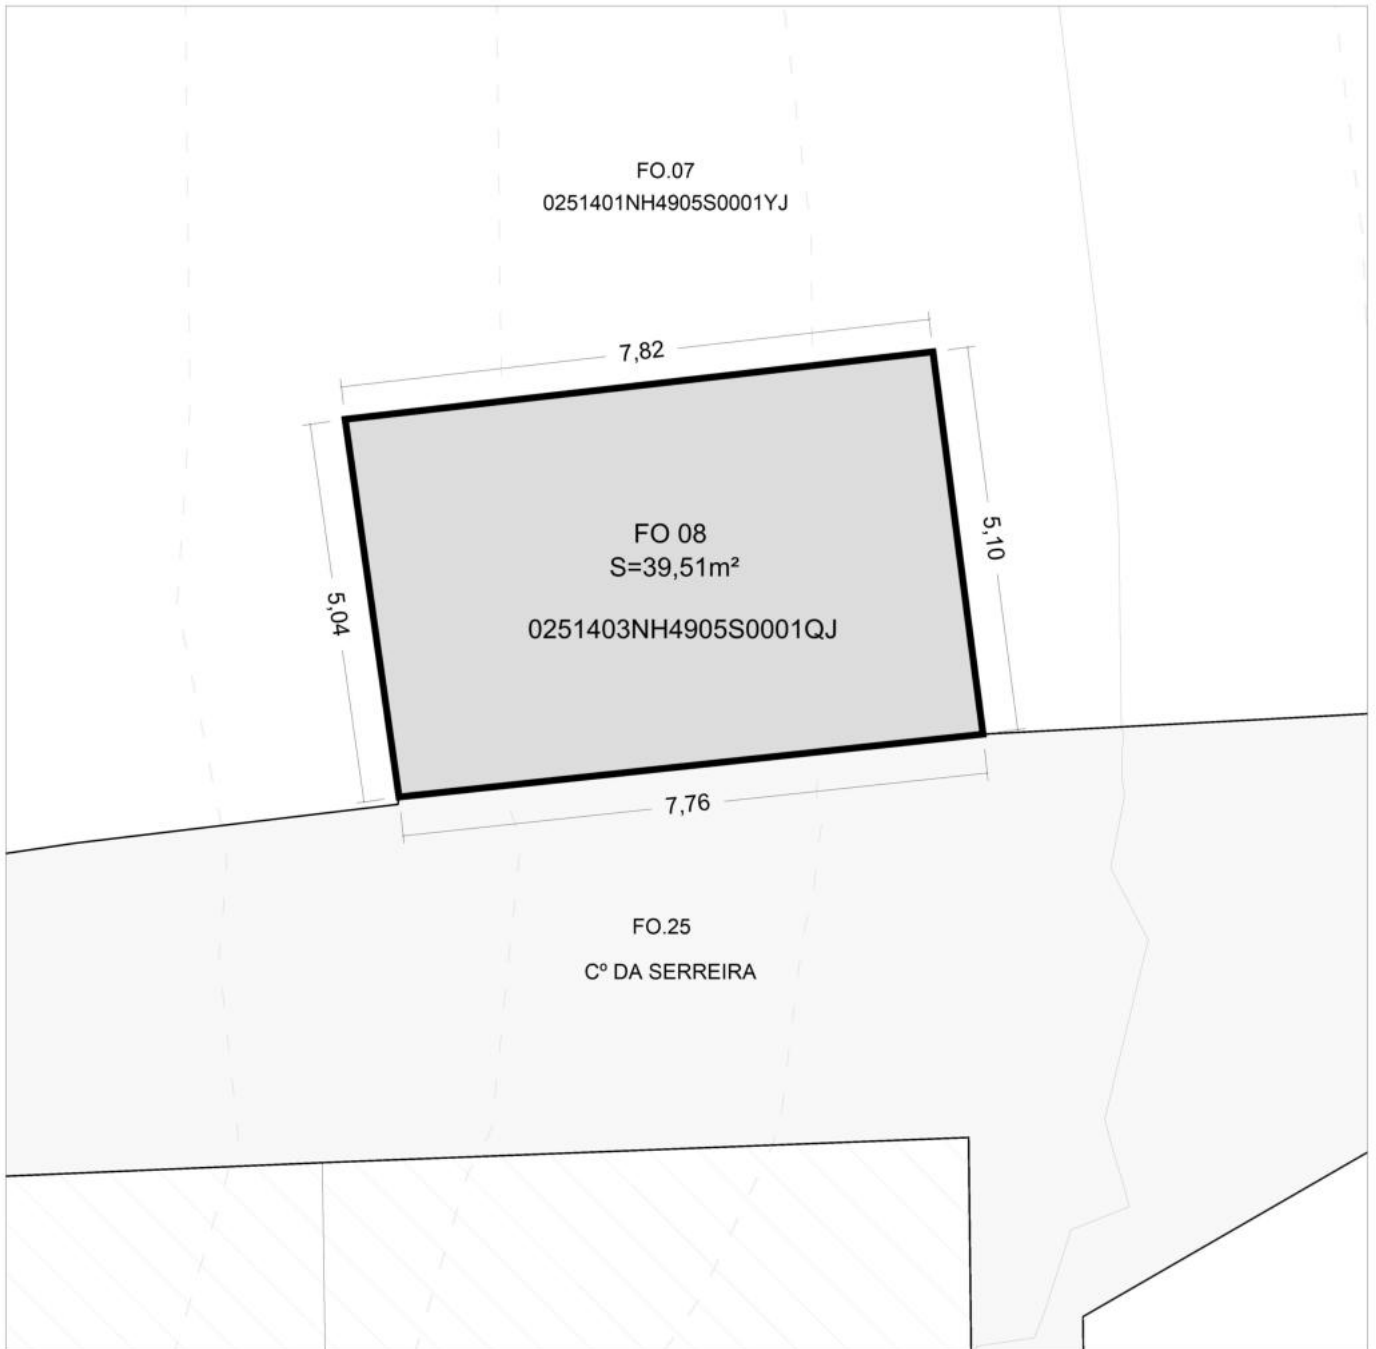 FO.07
0251401NH4905S0001YJ
7,82
FO 08
S=39,51m²
0251403NH4905S0001QJ
5,04
5,10
7,76
FO.25
Cº DA SERREIRA